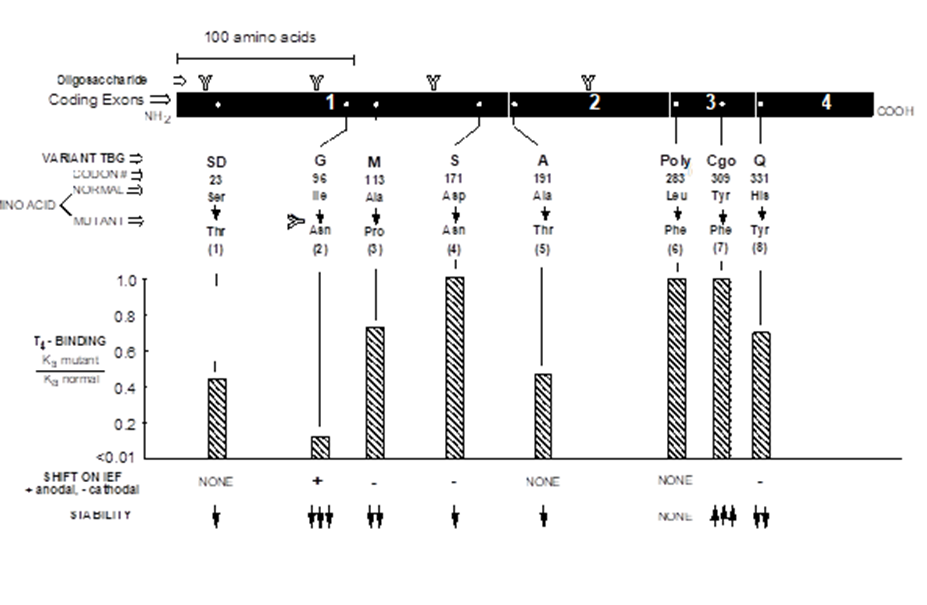 100 amino acids
Oligosaccharide
Coding Exons 1 2 3 4
NH2 COOH
VARIANT TBG SD G M S A Poly Cgo Q
CODON# 23 96 113 171 191 283 309 331
NORMAL Ser Ile Ala Asp Ala Leu Tyr His
INO ACID
MUTANT Thr Asn Pro Asn Thr Phe Phe Tyr
(1) (2) (3) (4) (5) (6) (7) (8)
1.0
0.8
T4 - BINDING
0.6
Ka mutant
Ka normal
0.4
0.2
<0.01
SHIFT ON IEF NONE + - - NONE NONE -
+ anodal, - cathodal
STABILITY NONE